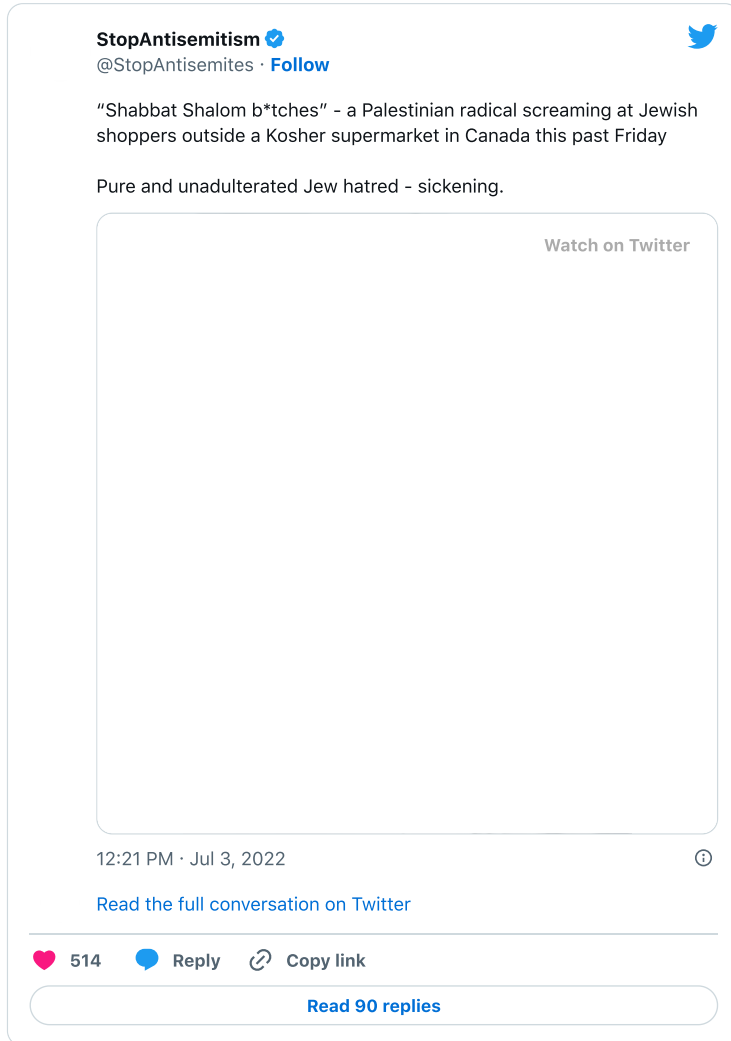 StopAntisemitism
@StopAntisemites · Follow
“Shabbat Shalom b*tches” - a Palestinian radical screaming at Jewish
shoppers outside a Kosher supermarket in Canada this past Friday
Pure and unadulterated Jew hatred - sickening.
Watch on Twitter
12:21 PM · Jul 3, 2022
Read the full conversation on Twitter
514 Reply Copy link
Read 90 replies